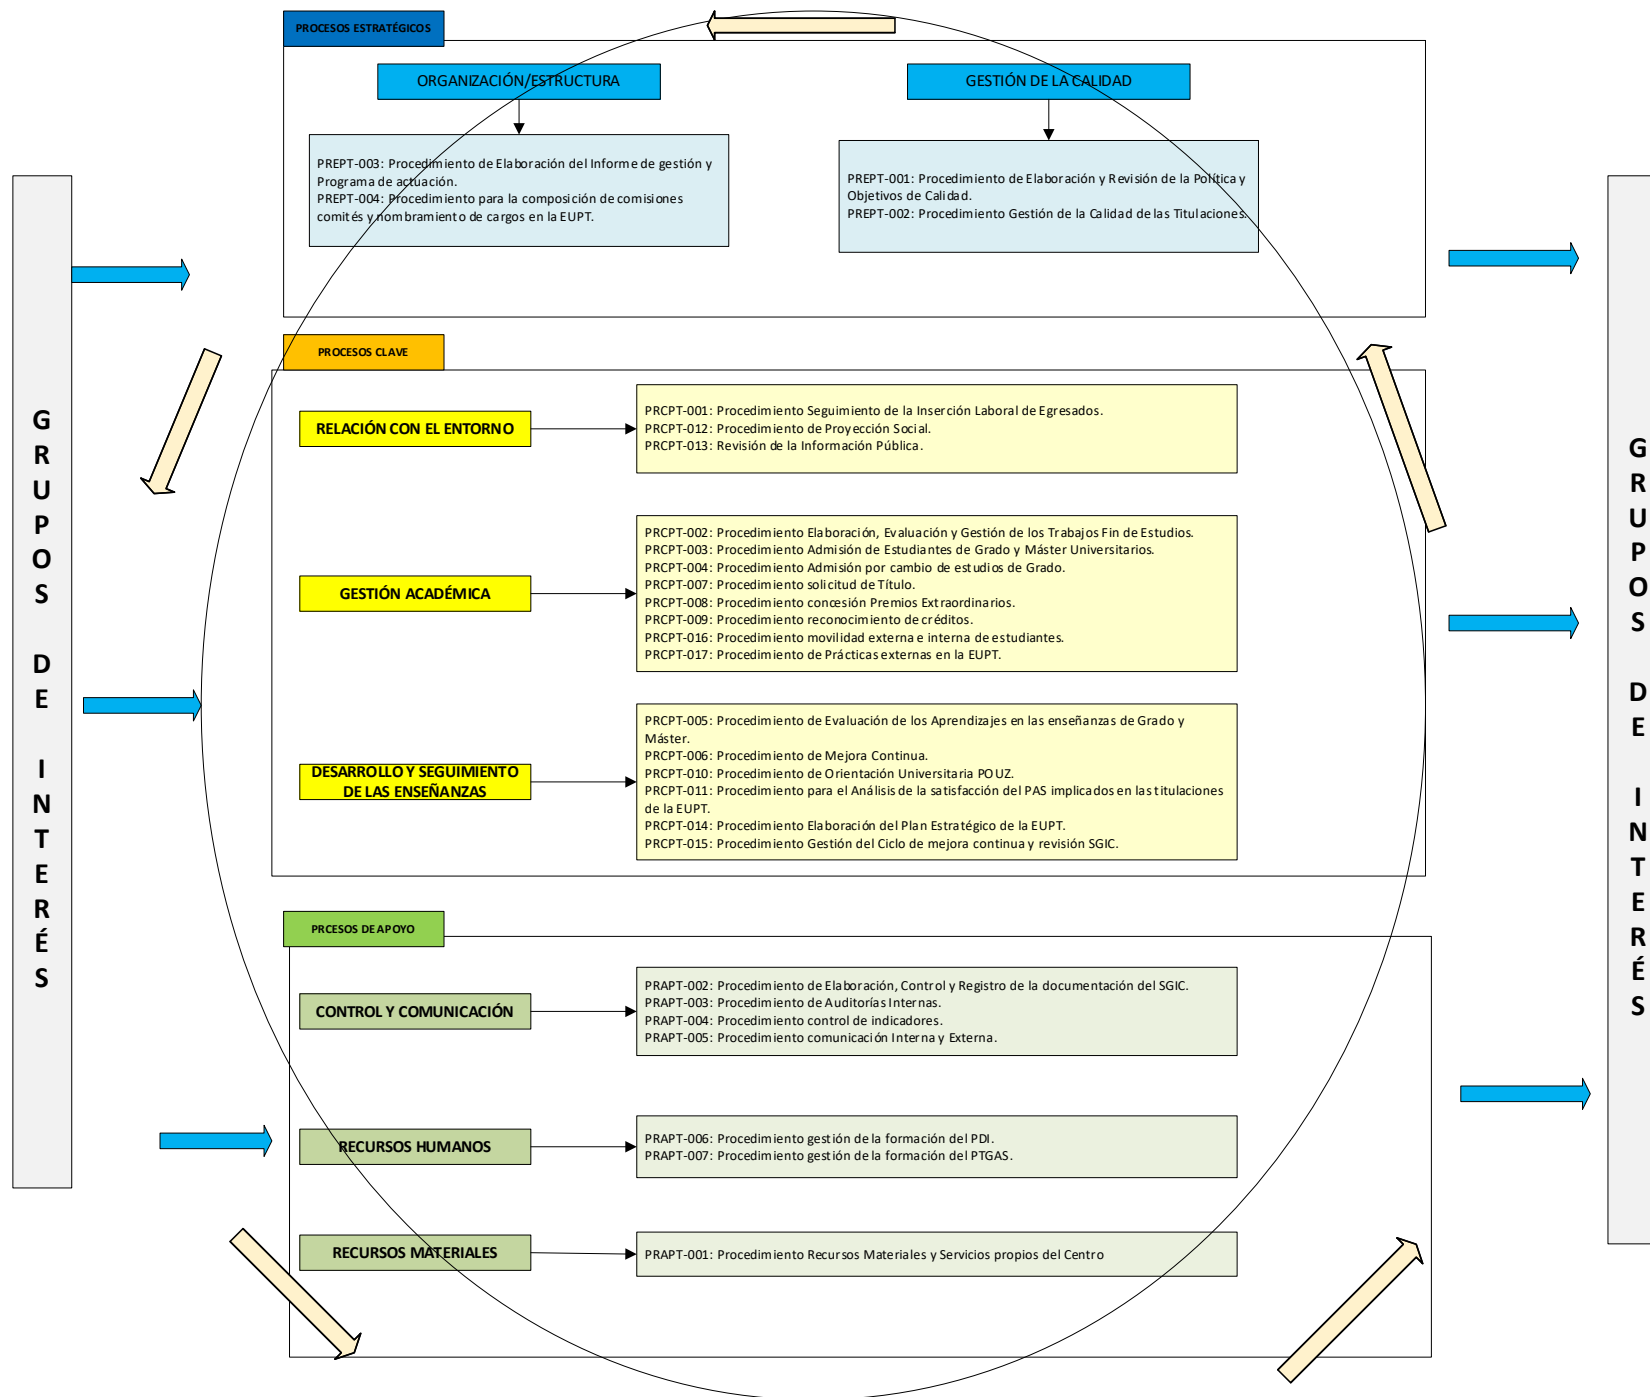 PROCESOS ESTRATÉGICOS
ORGANIZACIÓN/ESTRUCTURA
GESTIÓN DE LA CALIDAD
PREPT-003: Procedimiento de Elaboración del Informe de gestión y
Programa de actuación.
PREPT-004: Procedimiento para la composición de comisiones
comités y nombramiento de cargos en la EUPT.
PREPT-001: Procedimiento de Elaboración y Revisión de la Política y
Objetivos de Calidad.
PREPT-002: Procedimiento Gestión de la Calidad de las Titulaciones.
GRUPOS DE INTERÉS
PROCESOS CLAVE
RELACIÓN CON EL ENTORNO
PRCPT-001: Procedimiento Seguimiento de la Inserción Laboral de Egresados.
PRCPT-012: Procedimiento de Proyección Social.
PRCPT-013: Revisión de la Información Pública.
GESTIÓN ACADÉMICA
PRCPT-002: Procedimiento Elaboración, Evaluación y Gestión de los Trabajos Fin de Estudios.
PRCPT-003: Procedimiento Admisión de Estudiantes de Grado y Máster Universitarios.
PRCPT-004: Procedimiento Admisión por cambio de estudios de Grado.
PRCPT-007: Procedimiento solicitud de Título.
PRCPT-008: Procedimiento concesión Premios Extraordinarios.
PRCPT-009: Procedimiento reconocimiento de créditos.
PRCPT-016: Procedimiento movilidad externa e interna de estudiantes.
PRCPT-017: Procedimiento de Prácticas externas en la EUPT.
DESARROLLO Y SEGUIMIENTO
DE LAS ENSEÑANZAS
PRCPT-005: Procedimiento de Evaluación de los Aprendizajes en las enseñanzas de Grado y
Máster.
PRCPT-006: Procedimiento de Mejora Continua.
PRCPT-010: Procedimiento de Orientación Universitaria POUZ.
PRCPT-011: Procedimiento para el Análisis de la satisfacción del PAS implicados en las titulaciones
de la EUPT.
PRCPT-014: Procedimiento Elaboración del Plan Estratégico de la EUPT.
PRCPT-015: Procedimiento Gestión del Ciclo de mejora continua y revisión SGIC.
PRCESOS DE APOYO
CONTROL Y COMUNICACIÓN
PRAPT-002: Procedimiento de Elaboración, Control y Registro de la documentación del SGIC.
PRAPT-003: Procedimiento de Auditorías Internas.
PRAPT-004: Procedimiento control de indicadores.
PRAPT-005: Procedimiento comunicación Interna y Externa.
RECURSOS HUMANOS
PRAPT-006: Procedimiento gestión de la formación del PDI.
PRAPT-007: Procedimiento gestión de la formación del PTGAS.
RECURSOS MATERIALES
PRAPT-001: Procedimiento Recursos Materiales y Servicios propios del Centro
GRUPOS DE INTERÉS